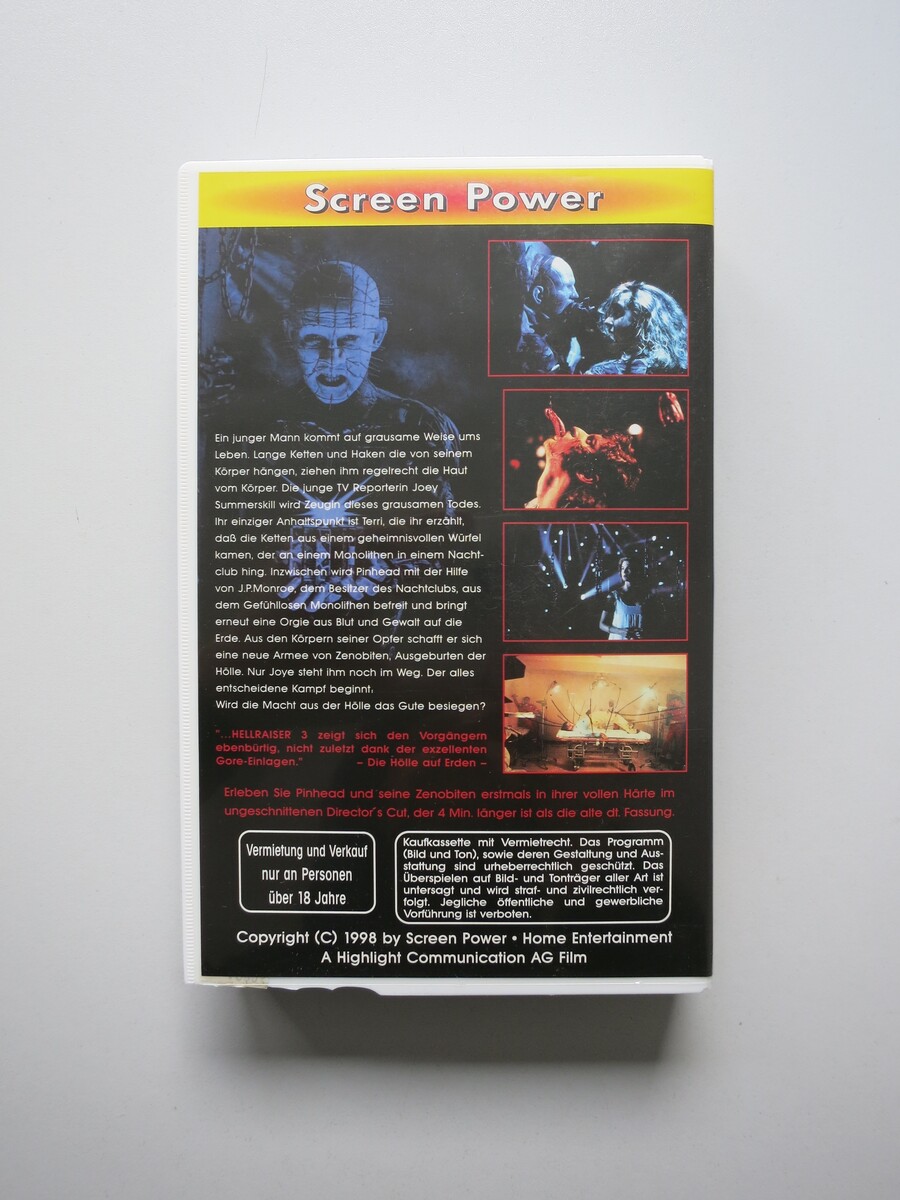 Screen Power
Ein junger Mann kommt auf grausame Weise ums
Leben. Lange Ketten und Haken die von seinem
Körper hängen, ziehen ihm regelrecht die Haut
vom Körper. Die junge TV Reporterin Joey
Summerskill wird Zeugin dieses grausamen Todes.
Ihr einziger Anhaltspunkt ist Terri, die ihr erzählt,
daß die Ketten aus einem geheimnisvollen Würfel
kamen, der an einem Monolithen in einem Nacht-
club hing. Inzwischen wird Pinhead mit der Hilfe
von J.P.Monroe, dem Besitzer des Nachtclubs, aus
dem Gefühllosen Monolithen befreit und bringt
erneut eine Orgie aus Blut und Gewalt auf die
Erde. Aus den Körpern seiner Opfer schafft er sich
eine neue Armee von Zenobiten, Ausgeburten der
Hölle. Nur Joye steht ihm noch im Weg. Der alles
entscheidene Kampf beginnt.
Wird die Macht aus der Hölle das Gute besiegen?
"...HELLRAISER 3 zeigt sich den Vorgängern
ebenbürtig, nicht zuletzt dank der exzellenten
Gore-Einlagen." – Die Hölle auf Erden –
Erleben Sie Pinhead und seine Zenobiten erstmals in ihrer vollen Härte im
ungeschnittenen Director´s Cut, der 4 Min. länger ist als die alte dt. Fassung.
Vermietung und Verkauf
nur an Personen
über 18 Jahre
Kaufkassette mit Vermietrecht. Das Programm
(Bild und Ton), sowie deren Gestaltung und Aus-
stattung sind urheberrechtlich geschützt. Das
Überspielen auf Bild- und Tonträger aller Art ist
untersagt und wird straf- und zivilrechtlich ver-
folgt. Jegliche öffentliche und gewerbliche
Vorführung ist verboten.
Copyright (C) 1998 by Screen Power • Home Entertainment
A Highlight Communication AG Film